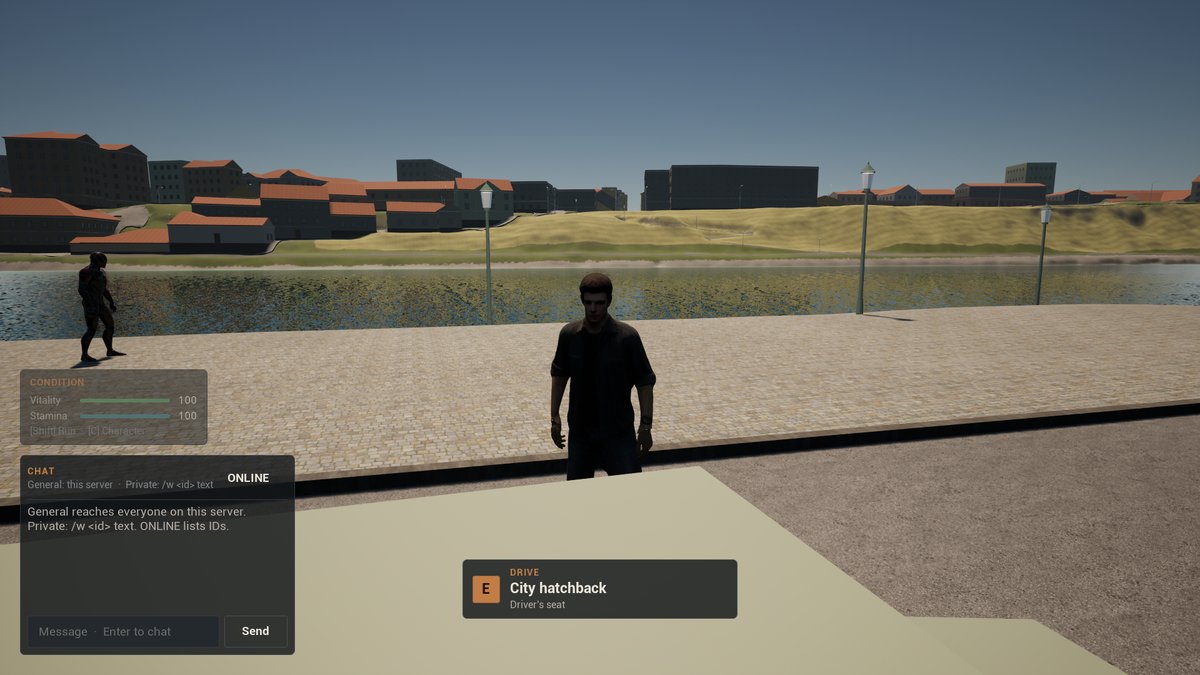 CONDITION
Vitality 100
Stamina 100
[Shift] Run · [C] Character
CHAT
General: this server · Private: /w <id> text
ONLINE
General reaches everyone on this server.
Private: /w <id> text. ONLINE lists IDs.
Message · Enter to chat
Send
E
DRIVE
City hatchback
Driver's seat